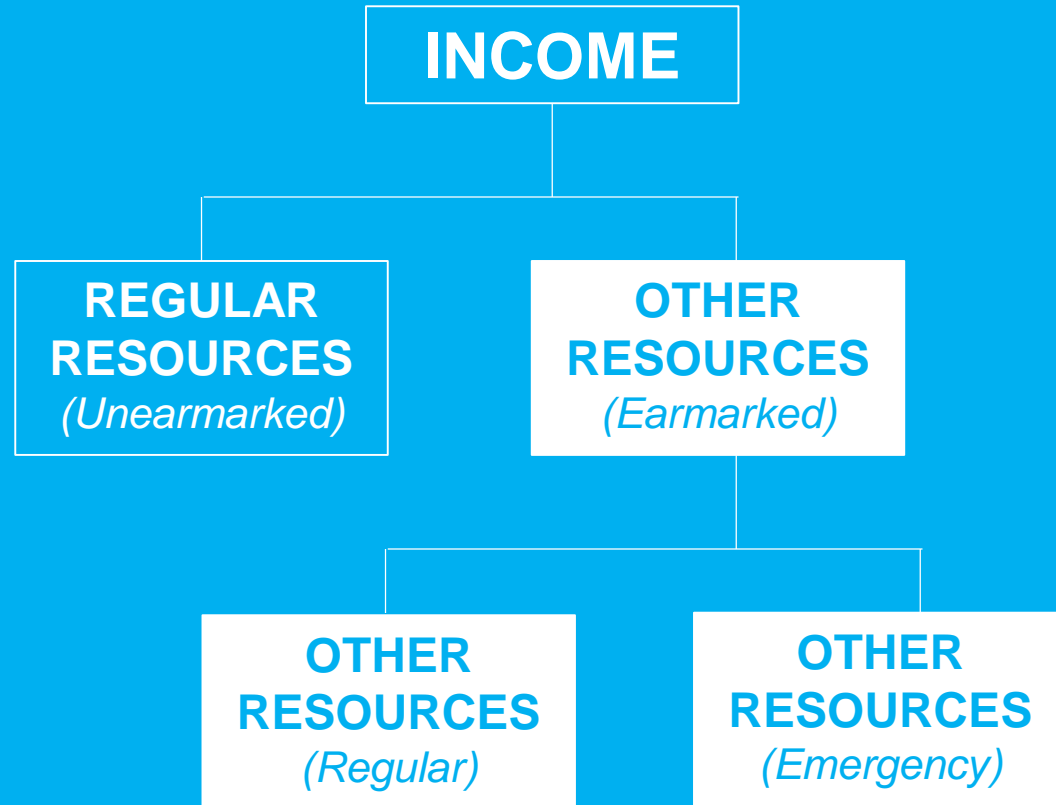 INCOME
REGULAR
RESOURCES
(Unearmarked)
OTHER
RESOURCES
(Earmarked)
OTHER
RESOURCES
(Regular)
OTHER
RESOURCES
(Emergency)